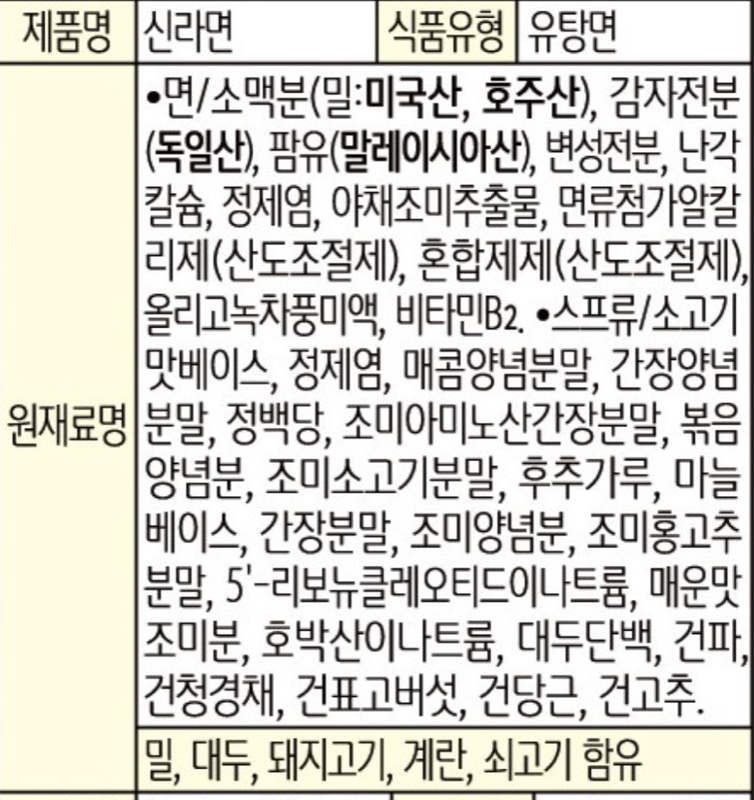 제품명 신라면 식품유형 유탕면
원재료명
•면/소맥분(밀:미국산, 호주산), 감자전분
(독일산), 팜유(말레이시아산), 변성전분, 난각
칼슘, 정제염, 야채조미추출물, 면류첨가알칼
리제(산도조절제), 혼합제제(산도조절제),
올리고녹차풍미액, 비타민B2. •스프류/소고기
맛베이스, 정제염, 매콤양념분말, 간장양념
분말, 정백당, 조미아미노산간장분말, 볶음
양념분, 조미소고기분말, 후추가루, 마늘
베이스, 간장분말, 조미양념분, 조미홍고추
분말, 5'-리보뉴클레오티드이나트륨, 매운맛
조미분, 호박산이나트륨, 대두단백, 건파,
건청경채, 건표고버섯, 건당근, 건고추.
밀, 대두, 돼지고기, 계란, 쇠고기 함유